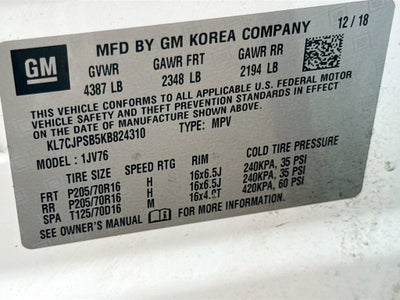 12/18
GM MFD BY GM KOREA COMPANY
GVWR GAWR FRT GAWR RR
4387 LB 2348 LB 2194 LB
THIS VEHICLE CONFORMS TO ALL APPLICABLE U.S. FEDERAL MOTOR
VEHICLE SAFETY AND THEFT PREVENTION STANDARDS IN EFFECT ON
THE DATE OF MANUFACTURE SHOWN ABOVE.
KL7CJPSB5KB824310 TYPE: MPV
MODEL: 1JV76
TIRE SIZE SPEED RTG RIM COLD TIRE PRESSURE
FRT P205/70R16 H 16x6.5J 240KPA, 35 PSI
RR P205/70R16 H 16x6.5J 240KPA, 35 PSI
SPA T125/70D16 M 16x4.0T 420KPA, 60 PSI
SEE OWNER'S MANUAL FOR MORE INFORMATION.